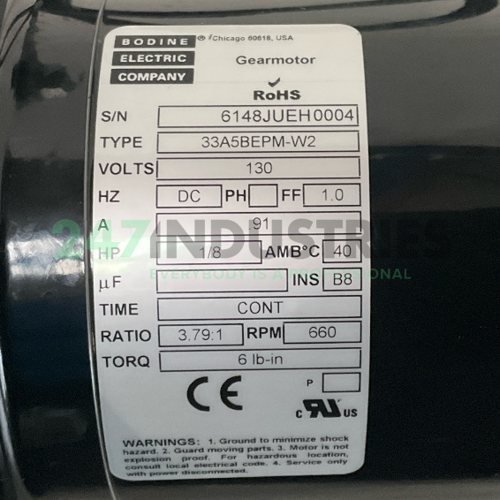 BODINE
ELECTRIC
COMPANY
Chicago 60618, USA
Gearmotor
RoHS
S/N 6148JUEH0004
TYPE 33A5BEPM-W2
VOLTS 130
HZ DC PH FF 1.0
A 91
247INDUSTRIES
HP 1/8 AMB°C 40
EVERYBODY IS AN INDUSTRIAL
µF INS B8
TIME CONT
RATIO 3.79:1 RPM 660
TORQ 6 lb-in
P
CE
c RU US
WARNINGS: 1. Ground to minimize shock
hazard. 2. Guard moving parts. 3. Motor is not
explosion proof. For hazardous location,
consult local electrical code. 4. Service only
with input power disconnected.